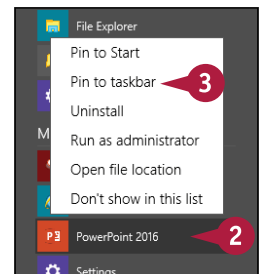 File Explorer
Pin to Start
Pin to taskbar
3
Uninstall
M
Run as administrator
Open file location
Don't show in this list
P3 PowerPoint 2016
2
Settings